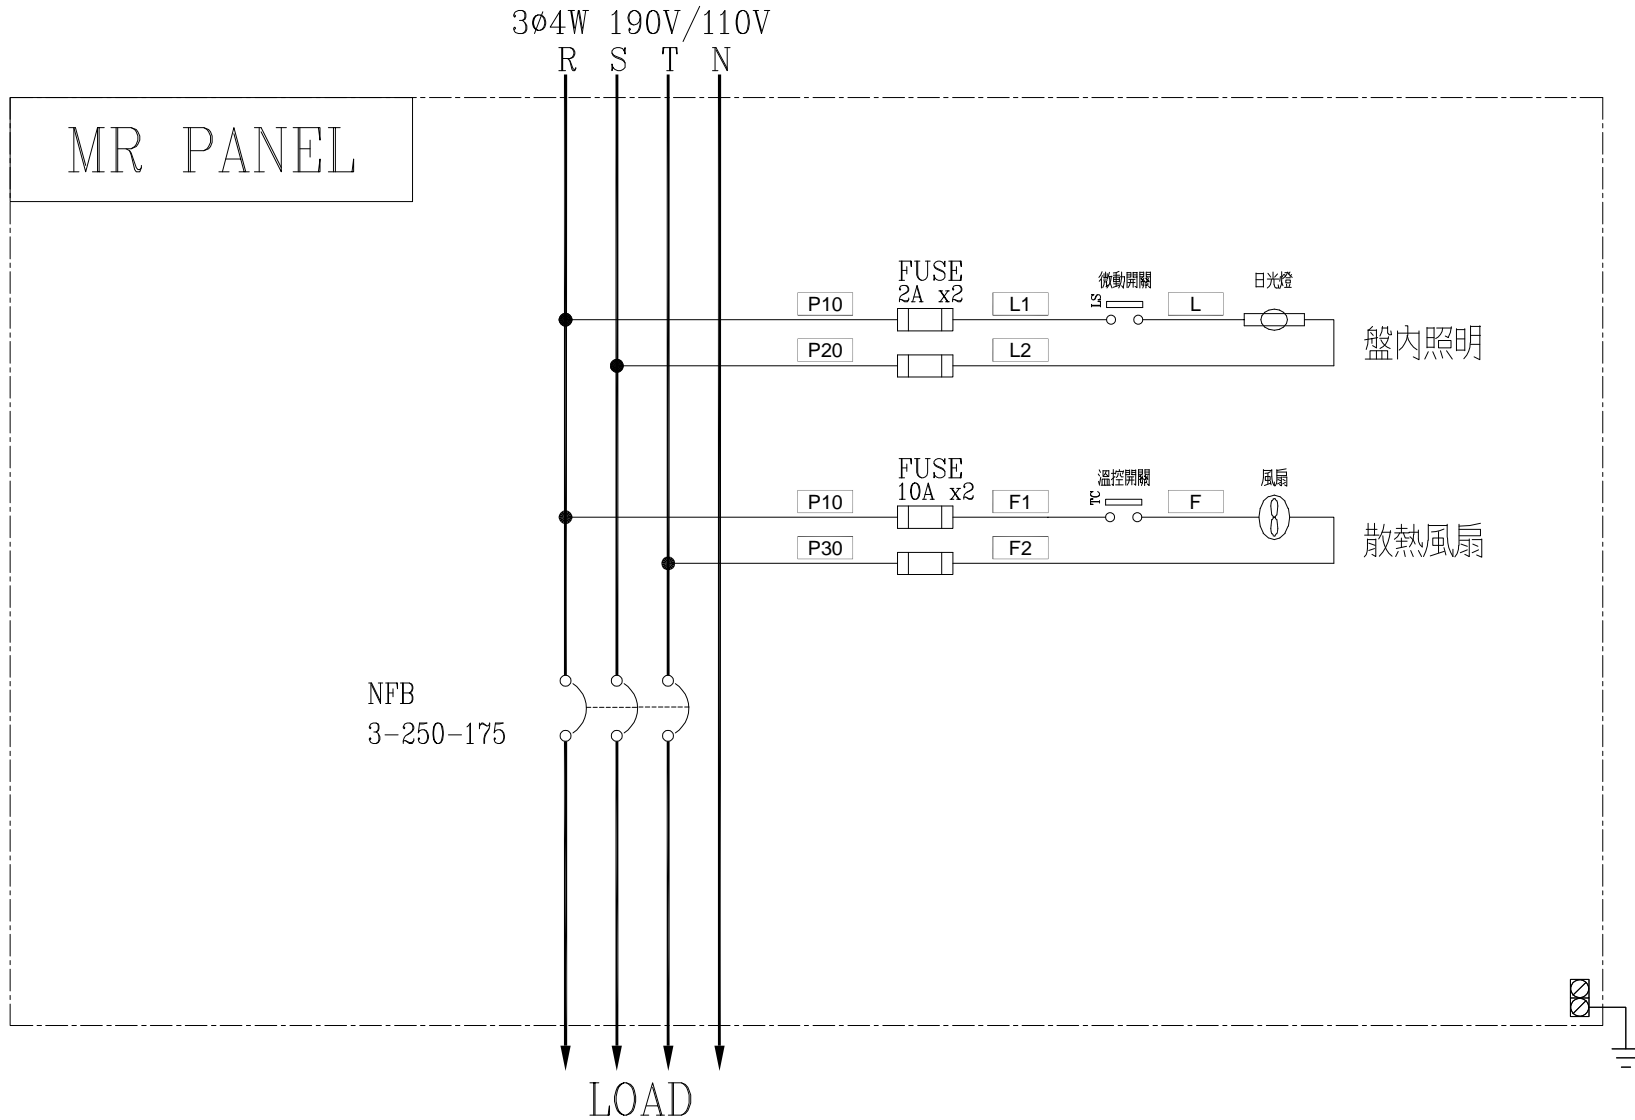 3ø4W 190V/110V
R S T N
MR PANEL
FUSE
2A x2
微動開關
日光燈
LS
P10
L1
L
P20
L2
盤內照明
FUSE
10A x2
溫控開關
風扇
TC
P10
F1
F
P30
F2
散熱風扇
NFB
3-250-175
LOAD